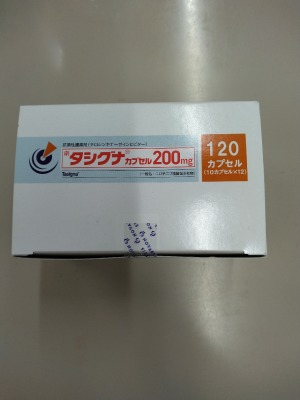 抗悪性腫瘍剤(チロシンキナーゼインヒビター)
タシグナ®カプセル200mg
Tasigna®
120
カプセル
(10カプセル×12)